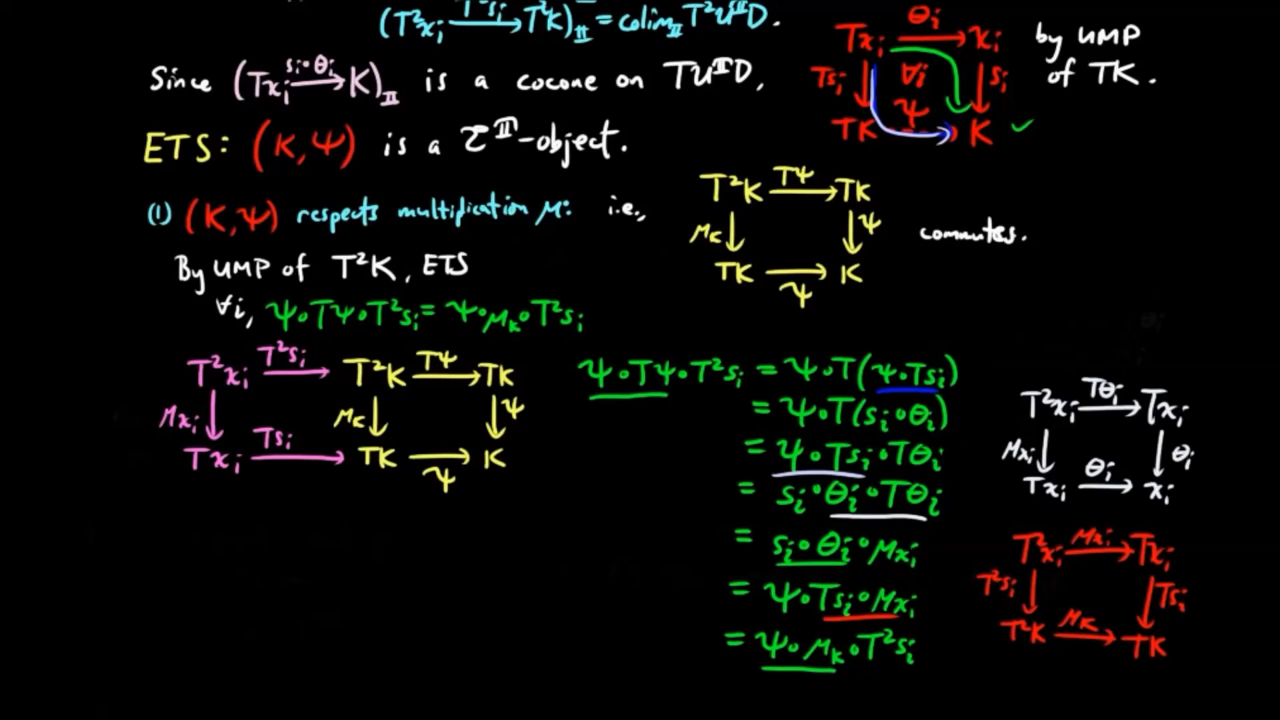 (T²xᵢ —T²sᵢ→ T²K)_𝕀 = colim_𝕀 T²U^𝕀D.
Since (Txᵢ —sᵢ∘θᵢ→ K)_𝕀 is a cocone on TU^𝕀D,
Txᵢ —θᵢ→ xᵢ by UMP
Tsᵢ ↓ ∀i ↓ sᵢ of TK.
Ψ
TK → K ✓
ETS: (K,Ψ) is a 𝒯^𝕀-object.
(1) (K,Ψ) respects multiplication μ: i.e.,
T²K —TΨ→ TK
μ_K ↓ ↓ Ψ commutes.
TK —Ψ→ K
By UMP of T²K, ETS
∀i, Ψ∘TΨ∘T²sᵢ = Ψ∘μ_K∘T²sᵢ
T²xᵢ —T²sᵢ→ T²K —TΨ→ TK
μxᵢ ↓ μ_K ↓ ↓ Ψ
Txᵢ —Tsᵢ→ TK —Ψ→ K
Ψ∘TΨ∘T²sᵢ = Ψ∘T(Ψ∘Tsᵢ)
= Ψ∘T(sᵢ∘θᵢ)
= Ψ∘Tsᵢ∘Tθᵢ
= sᵢ∘θᵢ∘Tθᵢ
= sᵢ∘θᵢ∘μxᵢ
= Ψ∘Tsᵢ∘μxᵢ
= Ψ∘μ_K∘T²sᵢ
T²xᵢ —Tθᵢ→ Txᵢ
μxᵢ ↓ ↓ θᵢ
Txᵢ —θᵢ→ xᵢ
T²xᵢ —μxᵢ→ Txᵢ
T²sᵢ ↓ ↓ Tsᵢ
T²K —μ_K→ TK